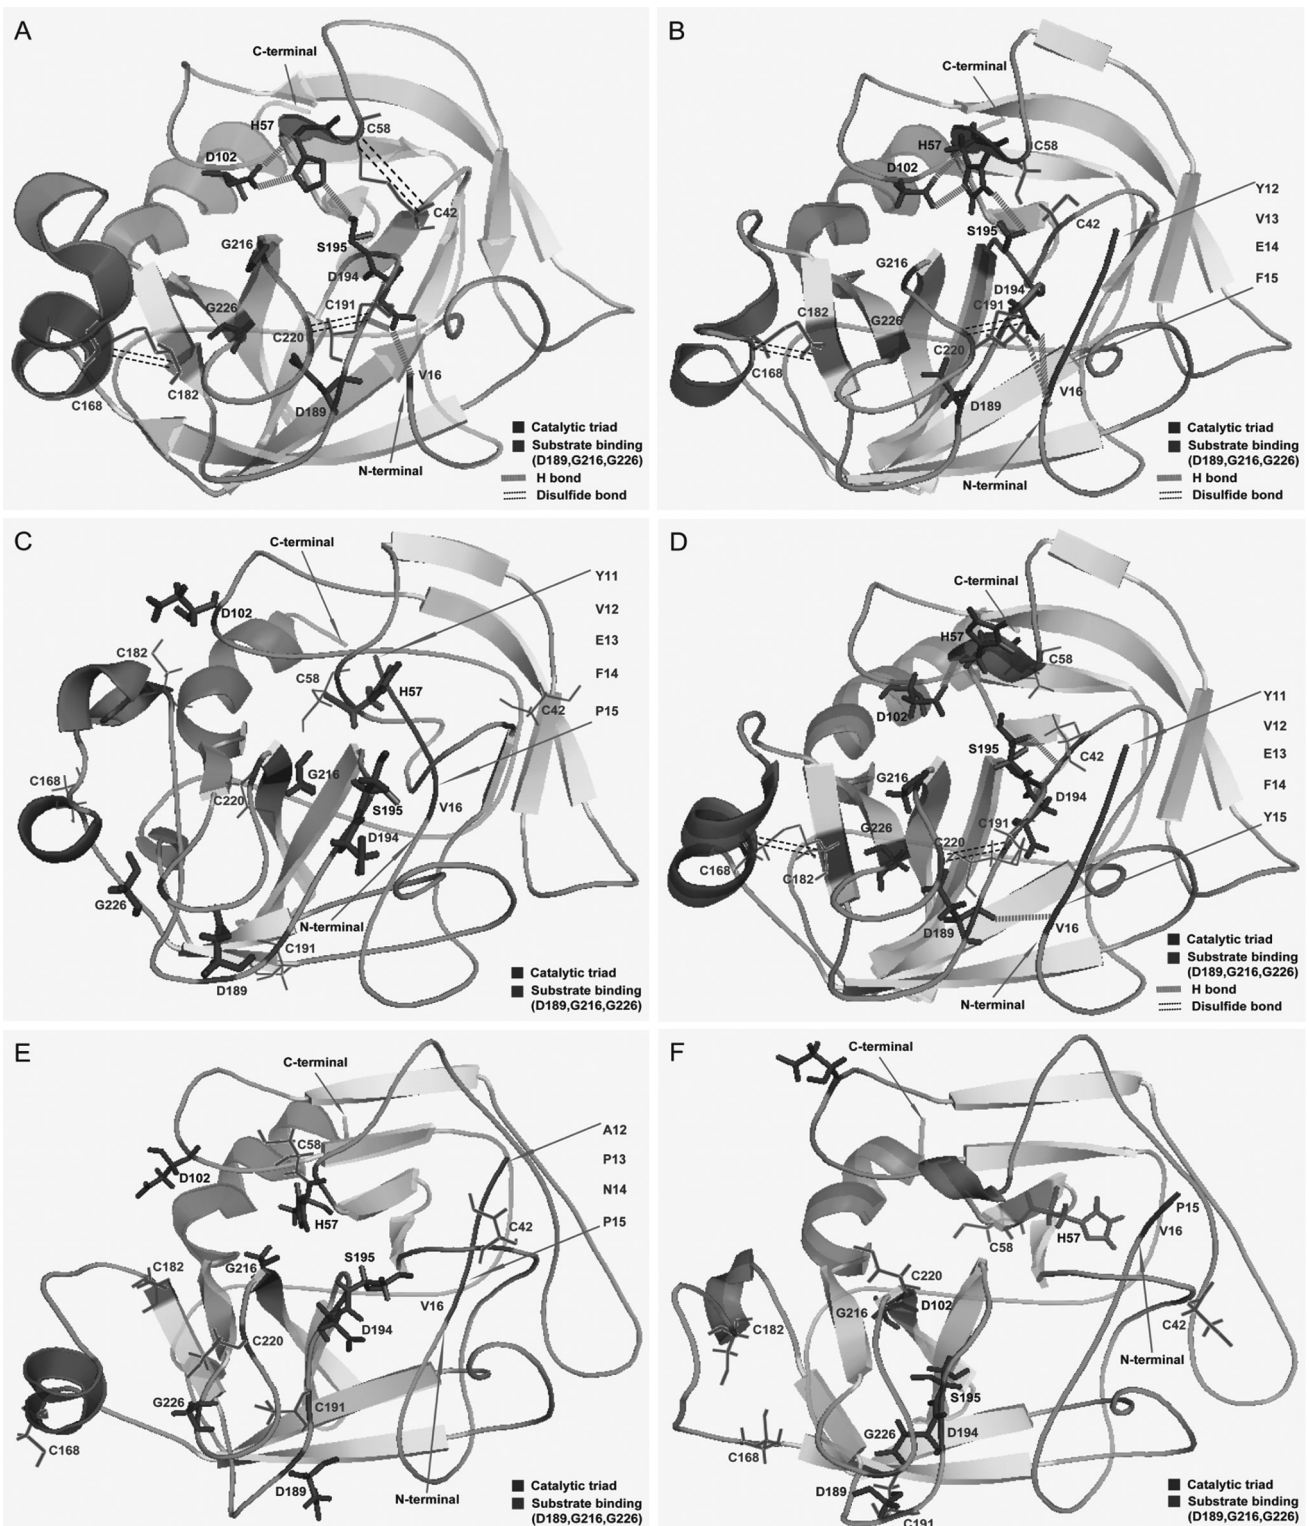 A
C-terminal
H57
C58
D102
C42
G216
S195
D194
G226
C191
C220
C182
C168
D189
V16
N-terminal
Catalytic triad
Substrate binding
(D189,G216,G226)
H bond
Disulfide bond
B
C-terminal
H57
C58
D102
Y12
C42
V13
S195
E14
G216
F15
D194
C191
C182
G226
C220
C168
V16
D189
N-terminal
Catalytic triad
Substrate binding
(D189,G216,G226)
H bond
Disulfide bond
C
C-terminal
Y11
D102
V12
E13
C182
F14
C58
H57
C42
P15
G216
C168
C220
S195
V16
D194
G226
N-terminal
C191
D189
Catalytic triad
Substrate binding
(D189,G216,G226)
D
C-terminal
H57
C58
Y11
D102
V12
S195
C42
E13
G216
F14
D194
Y15
C191
G226
C220
C168
C182
D189
V16
N-terminal
Catalytic triad
Substrate binding
(D189,G216,G226)
H bond
Disulfide bond
E
C-terminal
A12
C58
P13
D102
N14
H57
C42
P15
S195
C182
G216
V16
D194
C220
G226
C191
C168
D189
N-terminal
Catalytic triad
Substrate binding
(D189,G216,G226)
F
C-terminal
P15
V16
H57
C58
C220
D102
G216
C42
C182
N-terminal
S195
G226
D194
C168
D189
C191
Catalytic triad
Substrate binding
(D189,G216,G226)